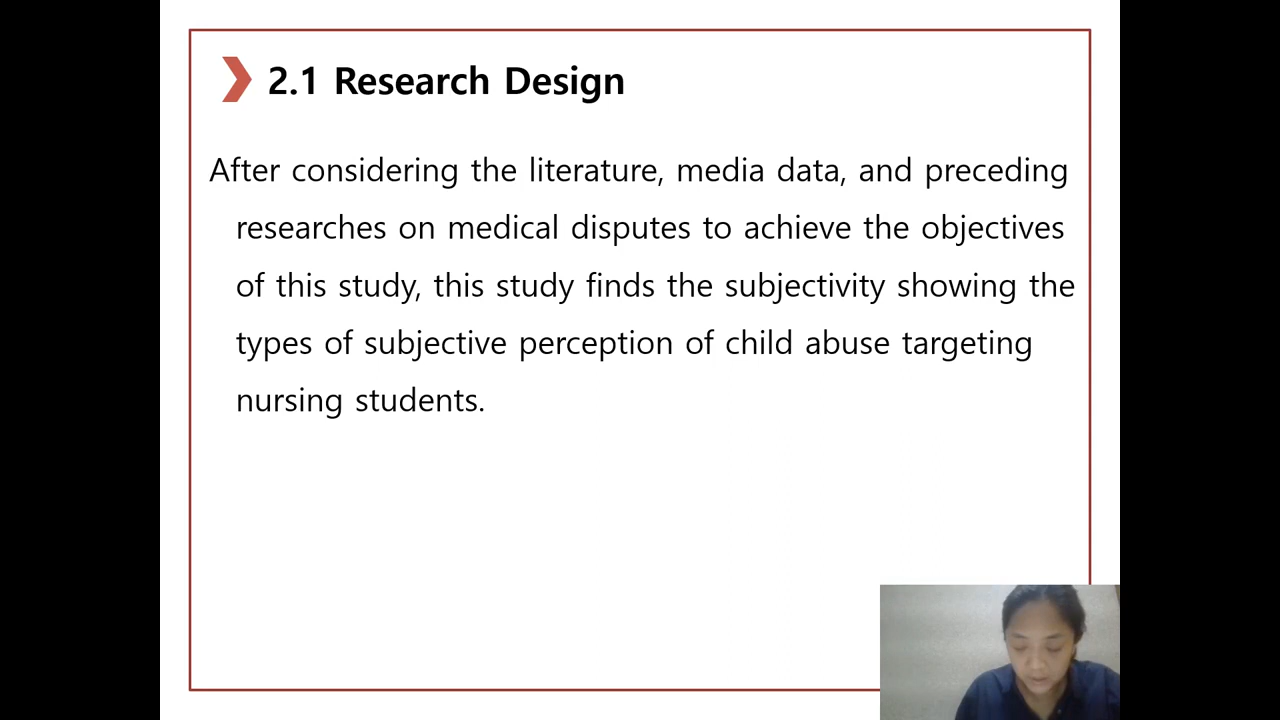 2.1 Research Design
After considering the literature, media data, and preceding
researches on medical disputes to achieve the objectives
of this study, this study finds the subjectivity showing the
types of subjective perception of child abuse targeting
nursing students.